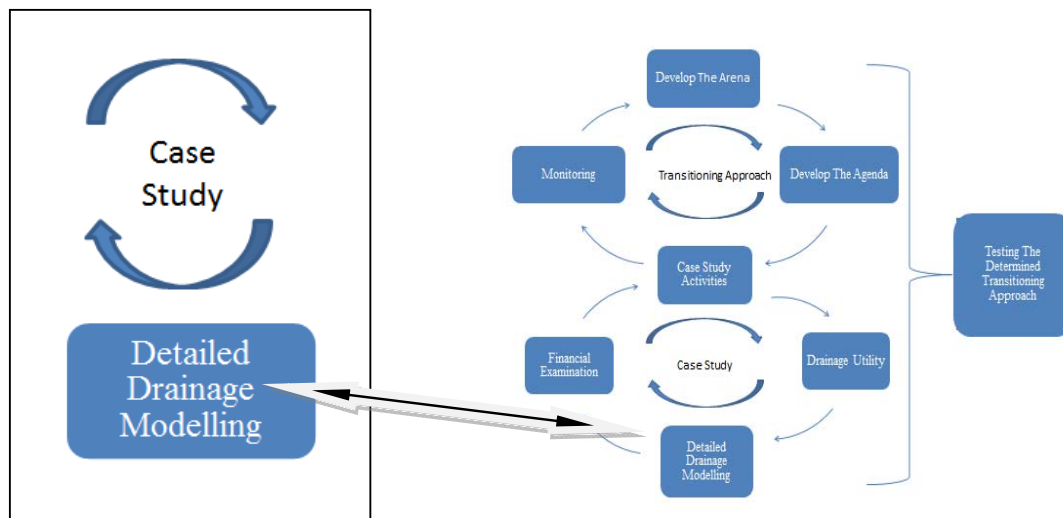 Case
Study
Detailed
Drainage
Modelling
Develop The Arena
Monitoring
Transitioning Approach
Develop The Agenda
Case Study
Activities
Testing The
Determined
Transitioning
Approach
Financial
Examination
Case Study
Drainage Utility
Detailed
Drainage
Modelling